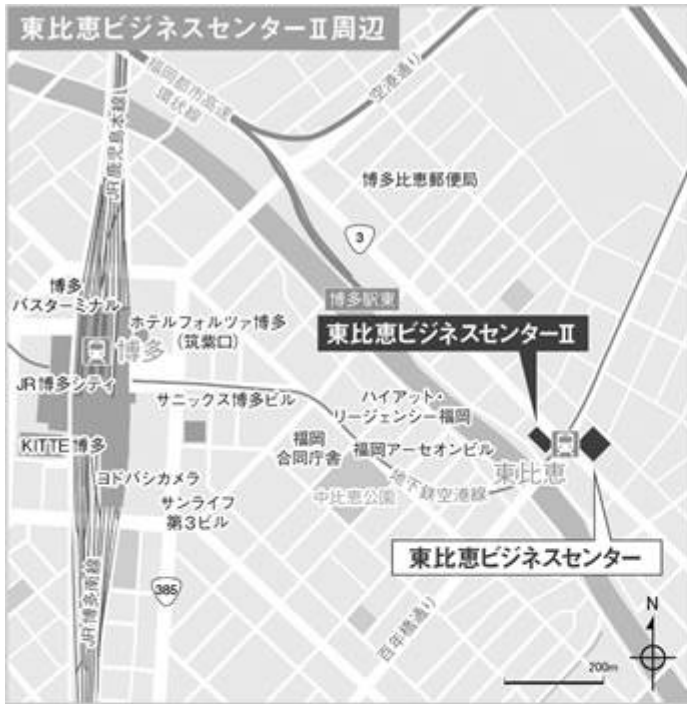 東比恵ビジネスセンターⅡ周辺
福岡都市高速
環状線
空港通り
JR鹿児島本線
博多比恵郵便局
3
博多
バスターミナル
博多駅東
ホテルフォルツァ博多
(筑紫口)
博多
東比恵ビジネスセンターⅡ
JR博多シティ
サニックス博多ビル
ハイアット・
リージェンシー福岡
KITTE博多
福岡
合同庁舎
福岡アーセオンビル
東比恵
ヨドバシカメラ
中比恵公園
地下鉄空港線
サンライフ
第3ビル
東比恵ビジネスセンター
385
JR博多南線
百年橋通り
N
200m